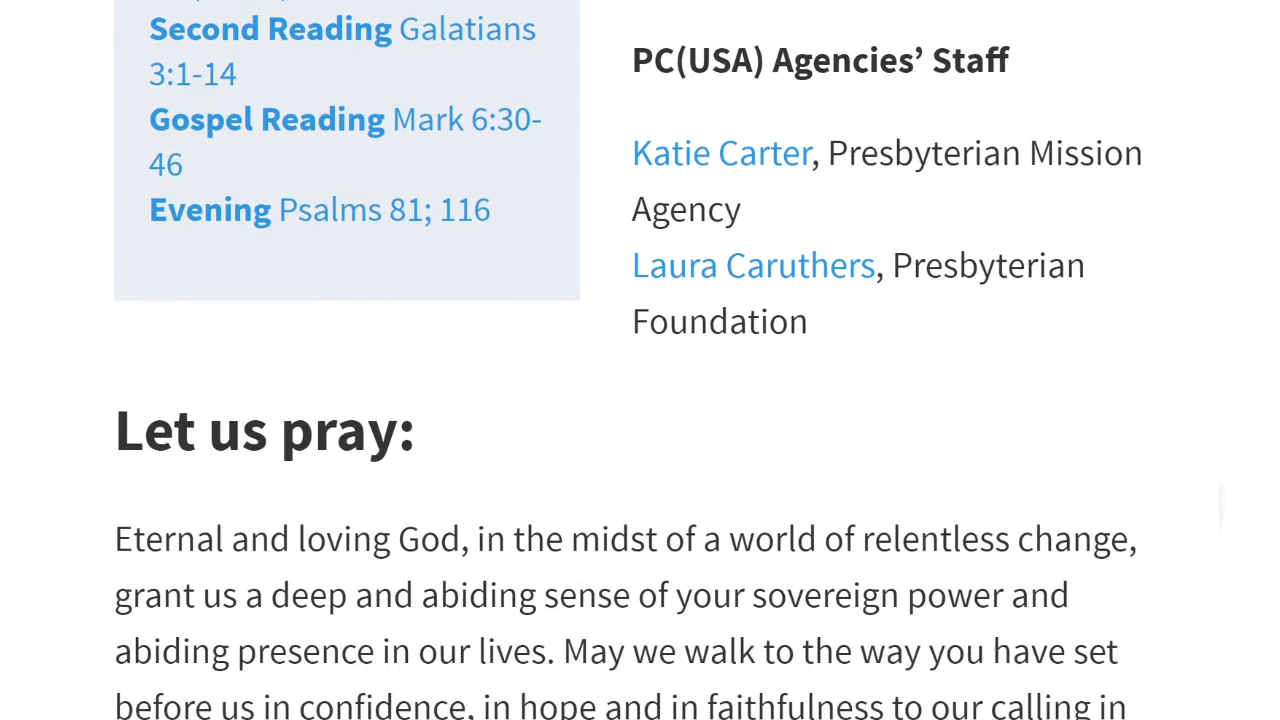 Second Reading Galatians
3:1-14
Gospel Reading Mark 6:30-
46
Evening Psalms 81; 116
PC(USA) Agencies’ Staff
Katie Carter, Presbyterian Mission
Agency
Laura Caruthers, Presbyterian
Foundation
Let us pray:
Eternal and loving God, in the midst of a world of relentless change,
grant us a deep and abiding sense of your sovereign power and
abiding presence in our lives. May we walk to the way you have set
before us in confidence, in hope and in faithfulness to our calling in